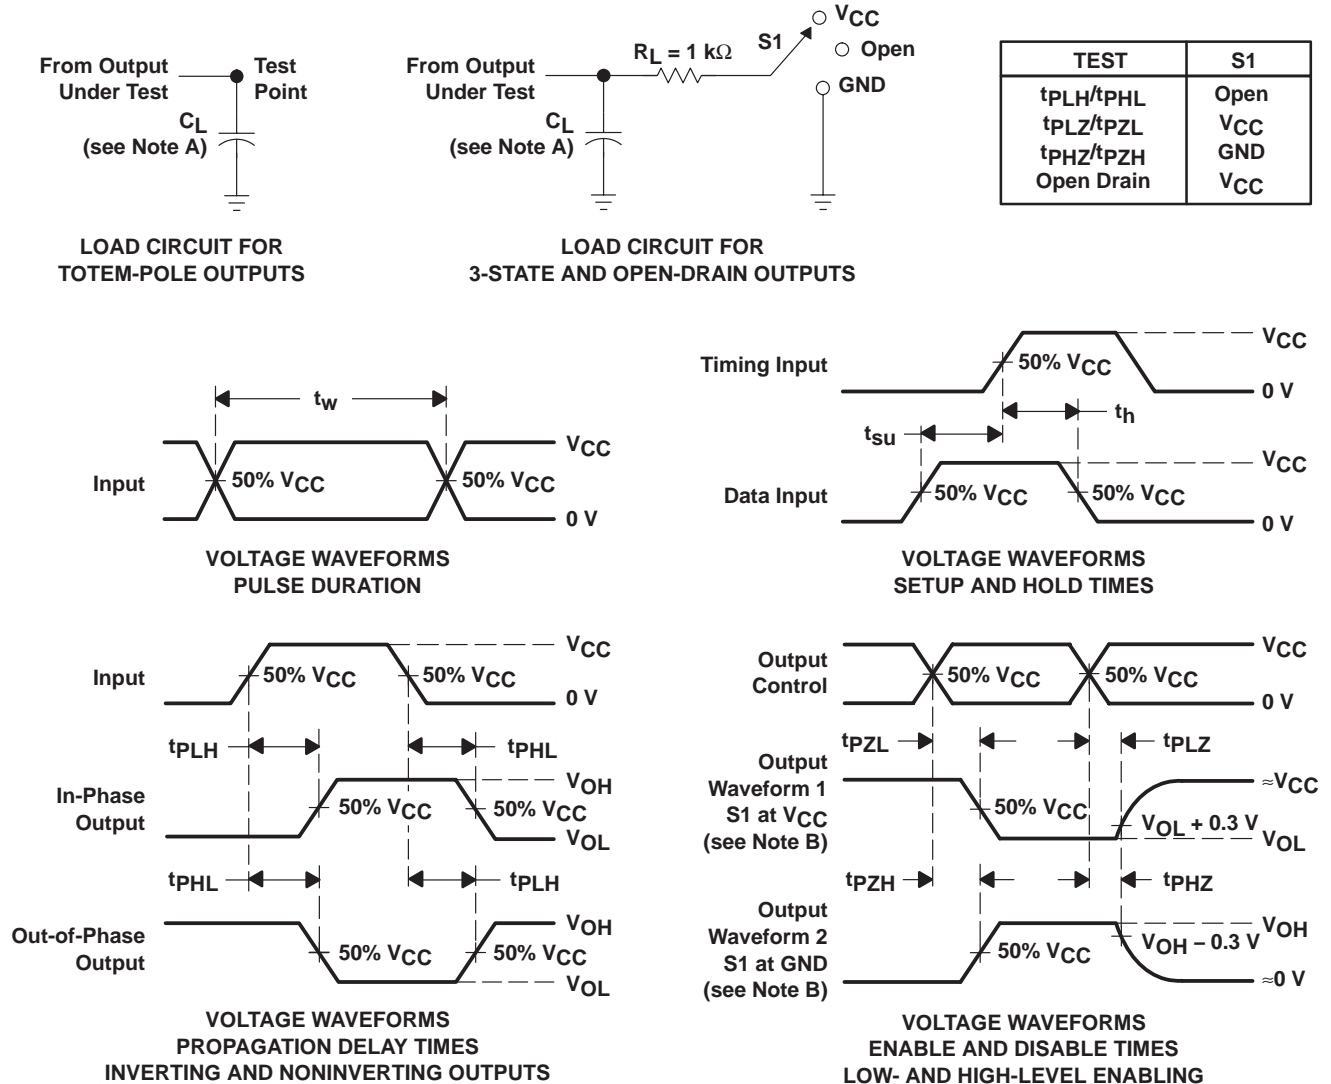 From Output
Under Test
Test
Point
CL
(see Note A)
LOAD CIRCUIT FOR
TOTEM-POLE OUTPUTS
From Output
Under Test
RL = 1 kΩ
S1
VCC
Open
GND
CL
(see Note A)
LOAD CIRCUIT FOR
3-STATE AND OPEN-DRAIN OUTPUTS
TEST S1
tPLH/tPHL Open
tPLZ/tPZL VCC
tPHZ/tPZH GND
Open Drain VCC
tw
Input
50% VCC
50% VCC
VCC
0 V
VOLTAGE WAVEFORMS
PULSE DURATION
Timing Input
50% VCC
VCC
0 V
tsu
th
Data Input
50% VCC
50% VCC
VCC
0 V
VOLTAGE WAVEFORMS
SETUP AND HOLD TIMES
Input
50% VCC
50% VCC
VCC
0 V
tPLH
tPHL
In-Phase
Output
50% VCC
50% VCC
VOH
VOL
tPHL
tPLH
Out-of-Phase
Output
50% VCC
50% VCC
VOH
VOL
VOLTAGE WAVEFORMS
PROPAGATION DELAY TIMES
INVERTING AND NONINVERTING OUTPUTS
Output
Control
50% VCC
50% VCC
VCC
0 V
tPZL
tPLZ
Output
Waveform 1
S1 at VCC
(see Note B)
50% VCC
VOL + 0.3 V
≈VCC
VOL
tPZH
tPHZ
Output
Waveform 2
S1 at GND
(see Note B)
50% VCC
VOH − 0.3 V
VOH
≈0 V
VOLTAGE WAVEFORMS
ENABLE AND DISABLE TIMES
LOW- AND HIGH-LEVEL ENABLING